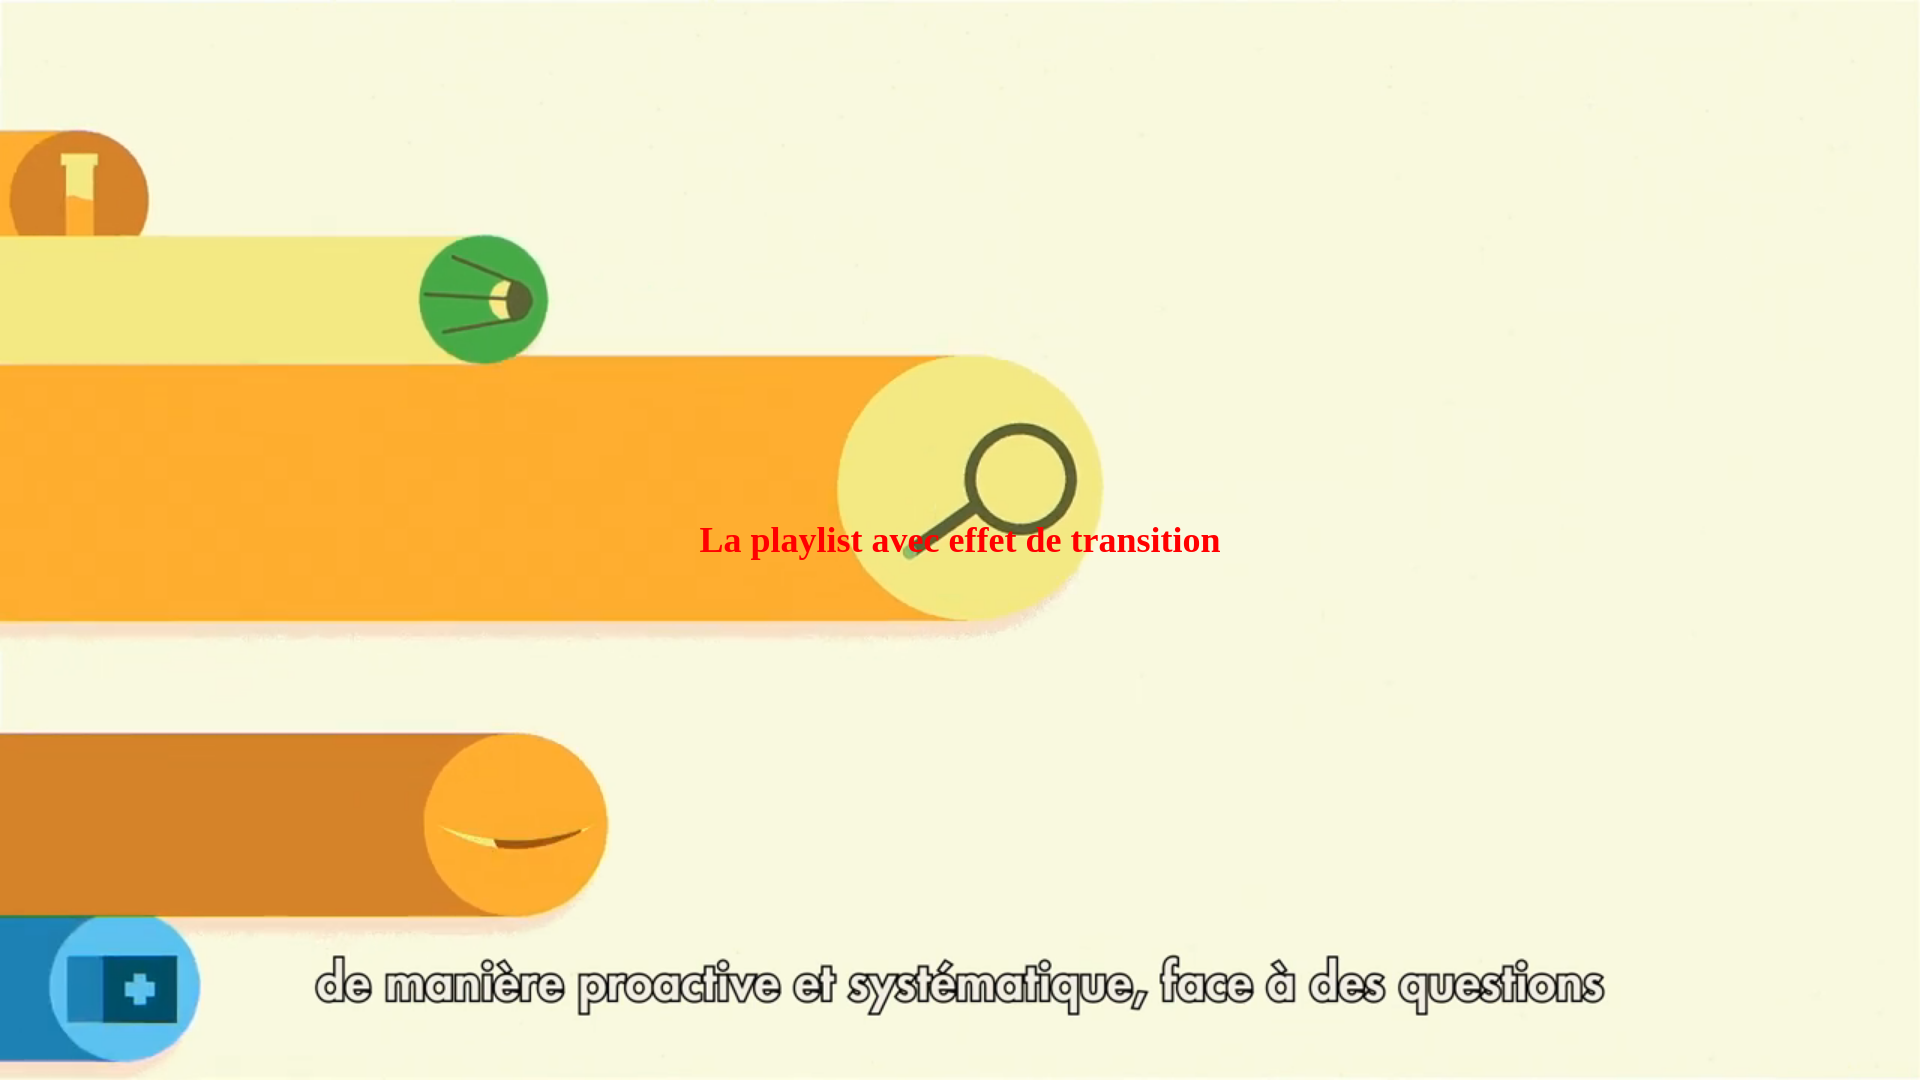 La playlist avec effet de transition
de manière proactive et systématique, face à des questions